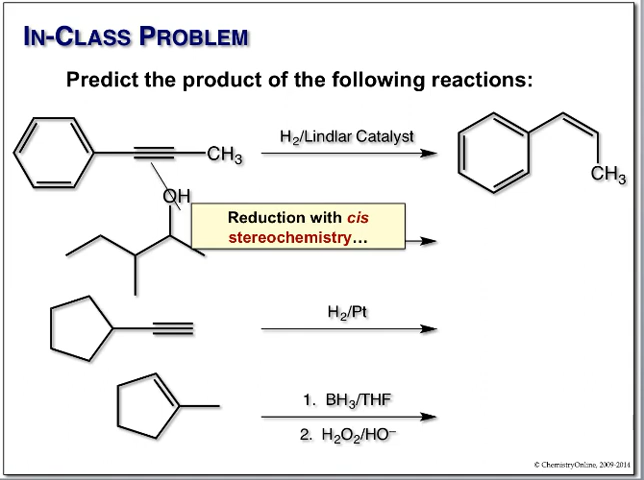 IN-CLASS PROBLEM
Predict the product of the following reactions:
H₂/Lindlar Catalyst
CH₃
CH₃
OH
Reduction with cis
stereochemistry…
H₂/Pt
1. BH₃/THF
2. H₂O₂/HO⁻
© ChemistryOnline, 2009-2014